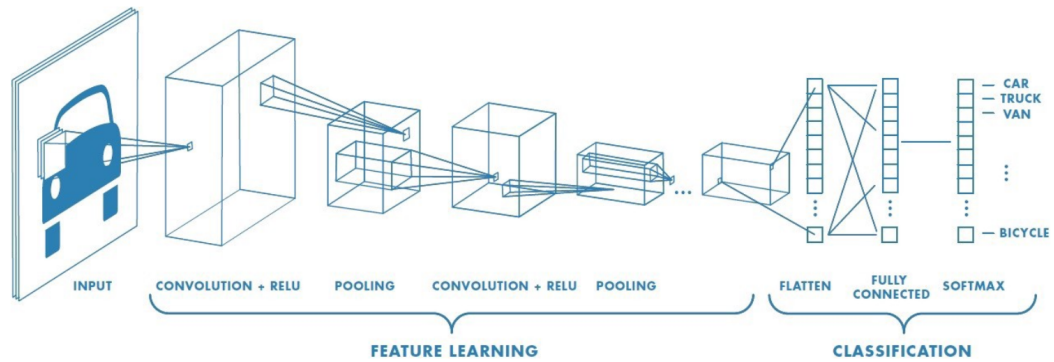 CAR
TRUCK
VAN
BICYCLE
INPUT
CONVOLUTION + RELU
POOLING
CONVOLUTION + RELU
POOLING
FLATTEN
FULLY
CONNECTED
SOFTMAX
FEATURE LEARNING
CLASSIFICATION